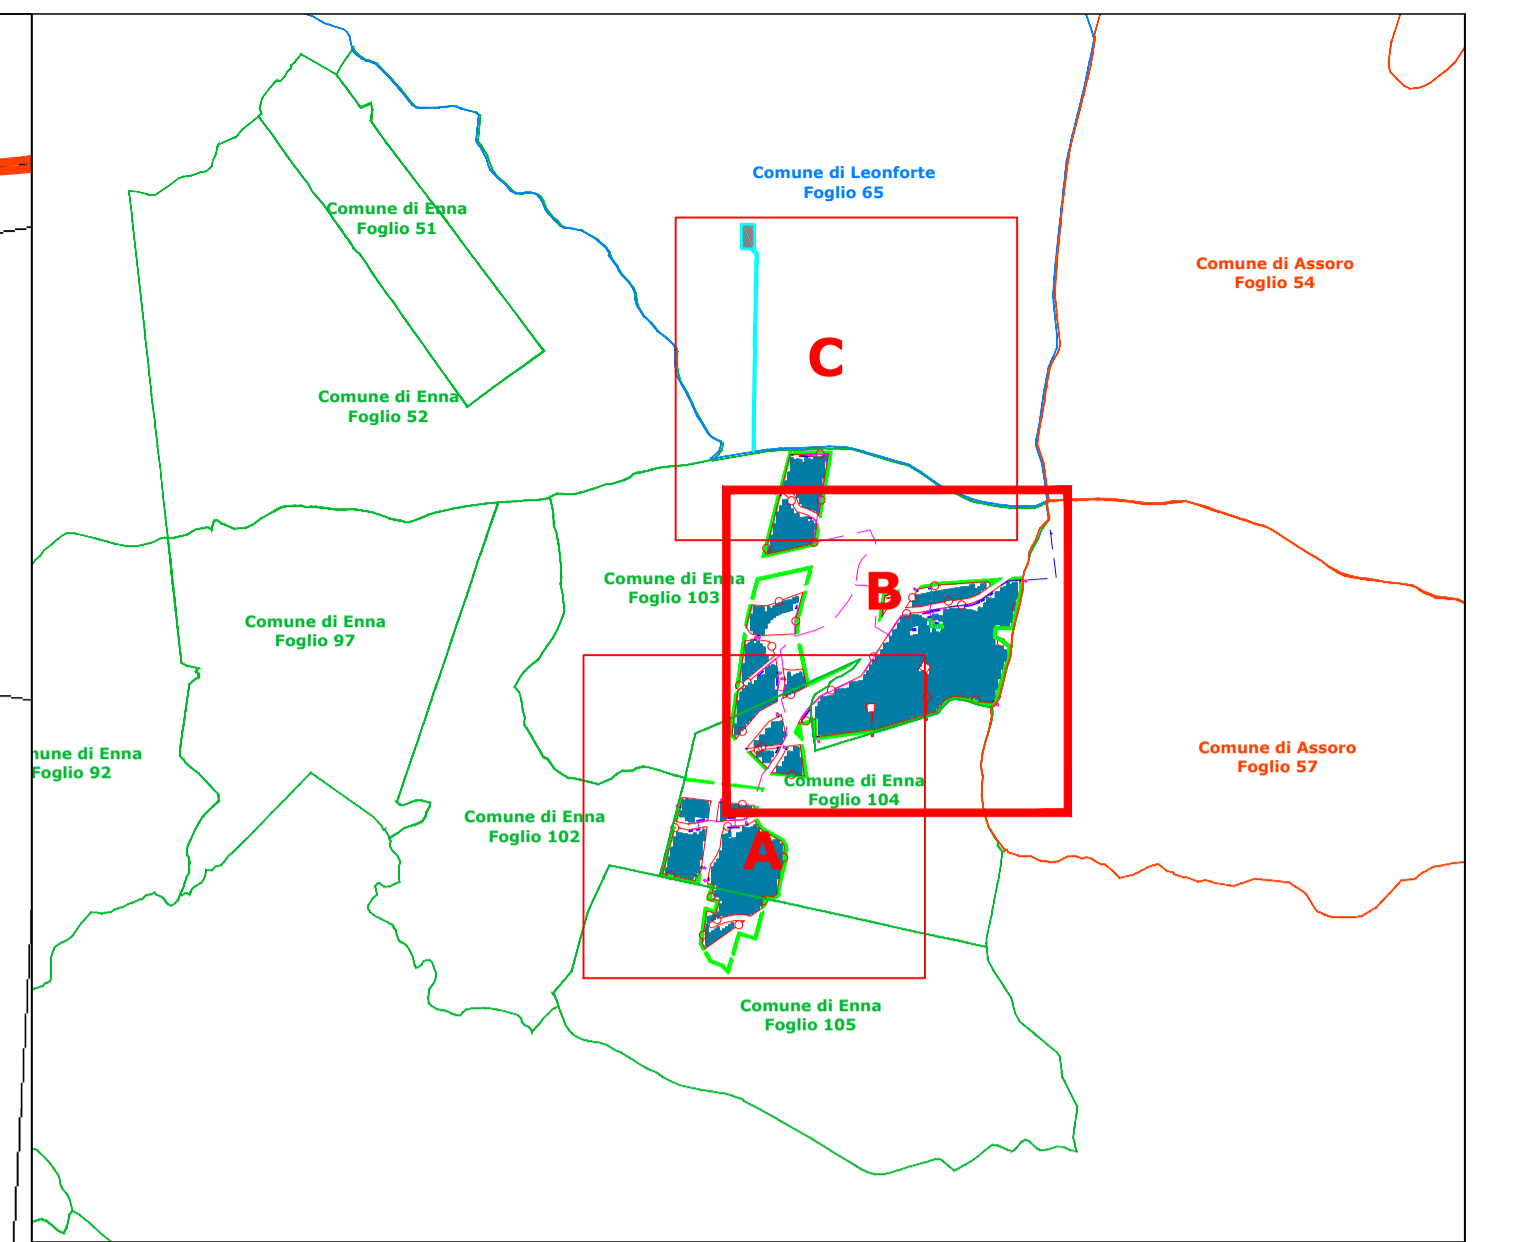 Comune di Leonforte
Foglio 65
Comune di Enna
Foglio 51
Comune di Assoro
Foglio 54
C
Comune di Enna
Foglio 52
Comune di Enna
Foglio 103
B
Comune di Enna
Foglio 97
mune di Enna
Foglio 92
Comune di Assoro
Foglio 57
Comune di Enna
Foglio 104
Comune di Enna
Foglio 102
A
Comune di Enna
Foglio 105